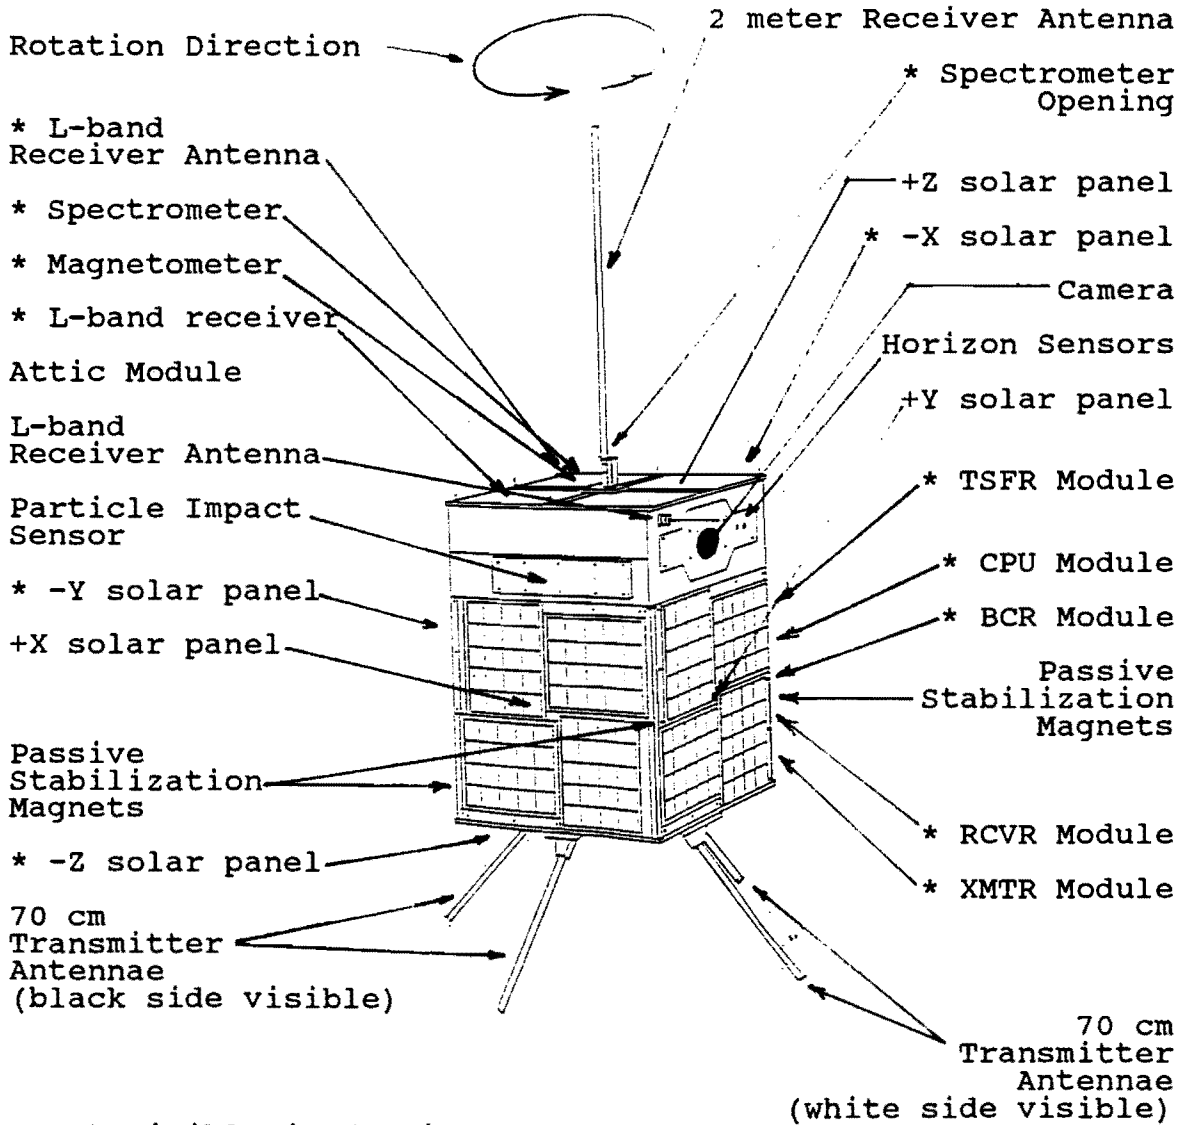 Rotation Direction
* L-band
Receiver Antenna
* Spectrometer
* Magnetometer
* L-band receiver
Attic Module
L-band
Receiver Antenna
Particle Impact
Sensor
* -Y solar panel
+X solar panel
Passive
Stabilization
Magnets
* -Z solar panel
70 cm
Transmitter
Antennae
(black side visible)
2 meter Receiver Antenna
* Spectrometer
Opening
+Z solar panel
* -X solar panel
Camera
Horizon Sensors
+Y solar panel
* TSFR Module
* CPU Module
* BCR Module
Passive
Stabilization
Magnets
* RCVR Module
* XMTR Module
70 cm
Transmitter
Antennae
(white side visible)